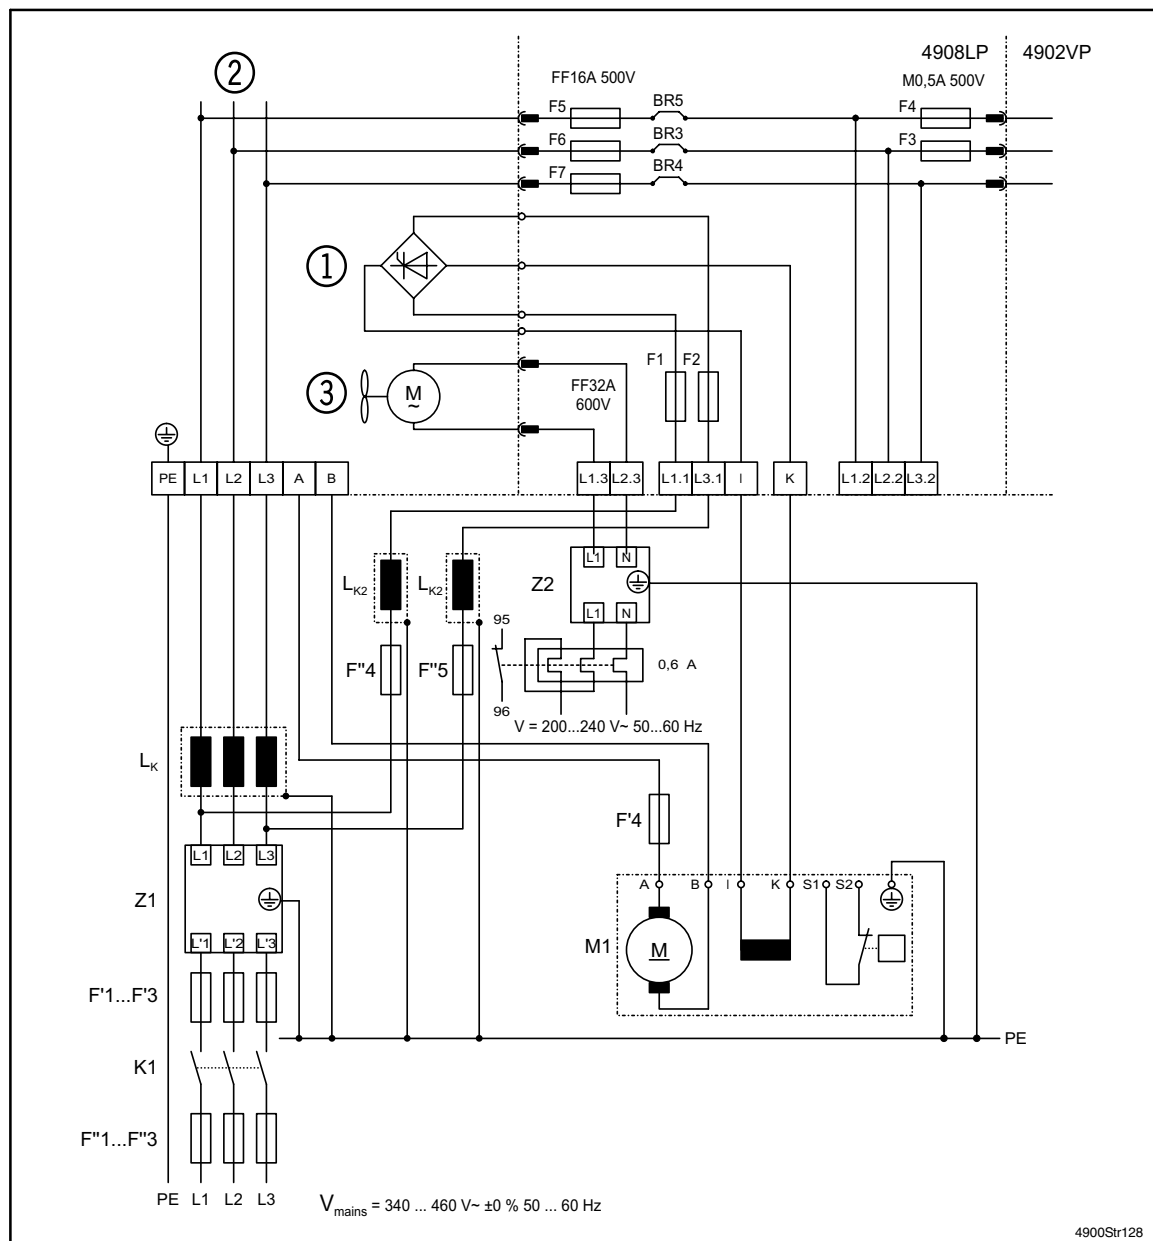 4908LP 4902VP
2
FF16A 500V M0,5A 500V
F5 BR5 F4
F6 BR3 F3
F7 BR4
1
F1 F2
3 M ~ FF32A
600V
PE L1 L2 L3 A B L1.3 L2.3 L1.1 L3.1 I K L1.2 L2.2 L3.2
L1 N
LK2 LK2 Z2
L1 N
95
F"4 F"5 0,6 A
96
V = 200...240 V~ 50...60 Hz
LK
F'4
L1 L2 L3
A B I K S1 S2
Z1
L'1 L'2 L'3
M1 M
F'1...F'3
PE
K1
F"1...F"3
PE L1 L2 L3
Vmains = 340 ... 460 V~ ±0 % 50 ... 60 Hz
4900Str128